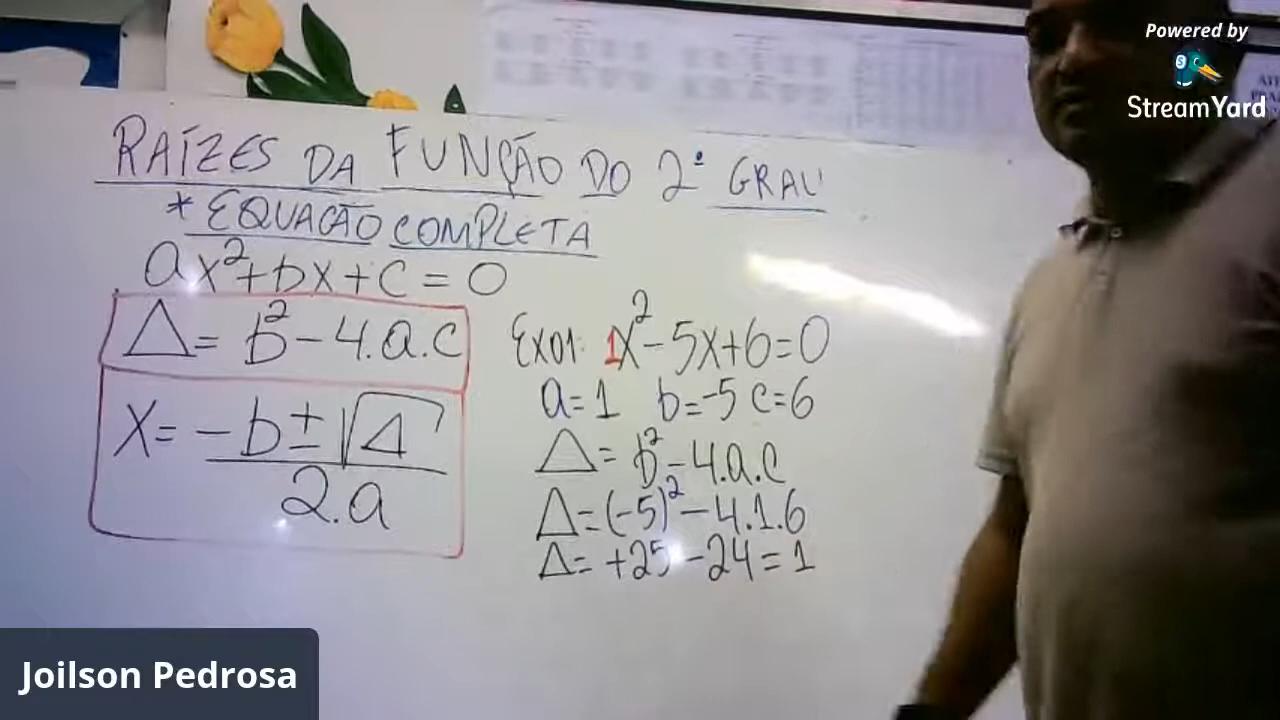 Powered by
StreamYard
RAÍZES DA FUNÇÃO DO 2º GRAU
* EQUAÇÃO COMPLETA
ax²+bx+c=0
Δ= b²-4.a.c
x= -b±√Δ
2.a
Ex01: 1x²-5x+6=0
a=1 b=-5 c=6
Δ= b²-4.a.c
Δ=(-5)²-4.1.6
Δ=+25-24=1
Joilson Pedrosa